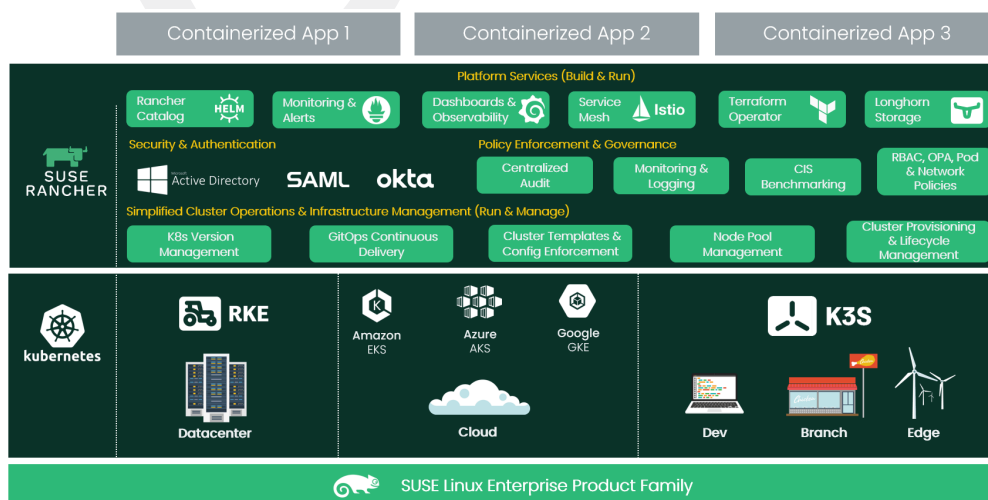 Containerized App 1
Containerized App 2
Containerized App 3
Platform Services (Build & Run)
Rancher
Catalog
HELM
Monitoring &
Alerts
Dashboards &
Observability
Service
Mesh
Istio
Terraform
Operator
Longhorn
Storage
SUSE
RANCHER
Security & Authentication
Microsoft
Active Directory
SAML
okta
Policy Enforcement & Governance
Centralized
Audit
Monitoring &
Logging
CIS
Benchmarking
RBAC, OPA, Pod
& Network
Policies
Simplified Cluster Operations & Infrastructure Management (Run & Manage)
K8s Version
Management
GitOps Continuous
Delivery
Cluster Templates &
Config Enforcement
Node Pool
Management
Cluster Provisioning
& Lifecycle
Management
kubernetes
RKE
Datacenter
K
Amazon
EKS
Azure
AKS
Google
GKE
Cloud
K3S
Dev
Branch
Edge
SUSE Linux Enterprise Product Family